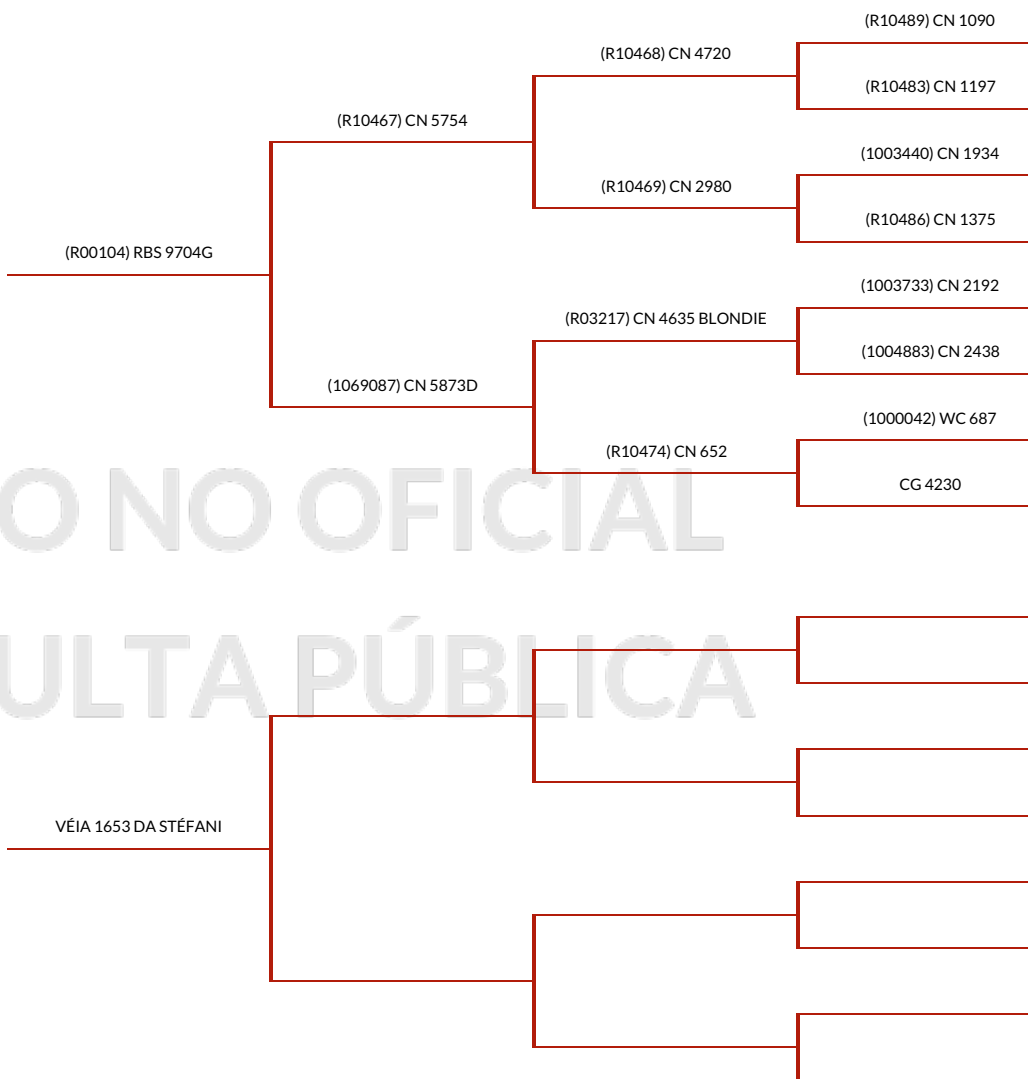 (R10489) CN 1090
(R10468) CN 4720
(R10483) CN 1197
(R10467) CN 5754
(1003440) CN 1934
(R10469) CN 2980
(R10486) CN 1375
(R00104) RBS 9704G
(1003733) CN 2192
(R03217) CN 4635 BLONDIE
(1004883) CN 2438
(1069087) CN 5873D
(1000042) WC 687
(R10474) CN 652
CG 4230
O NO OFICIAL
ULTA PÚBLICA
VÉIA 1653 DA STÉFANI